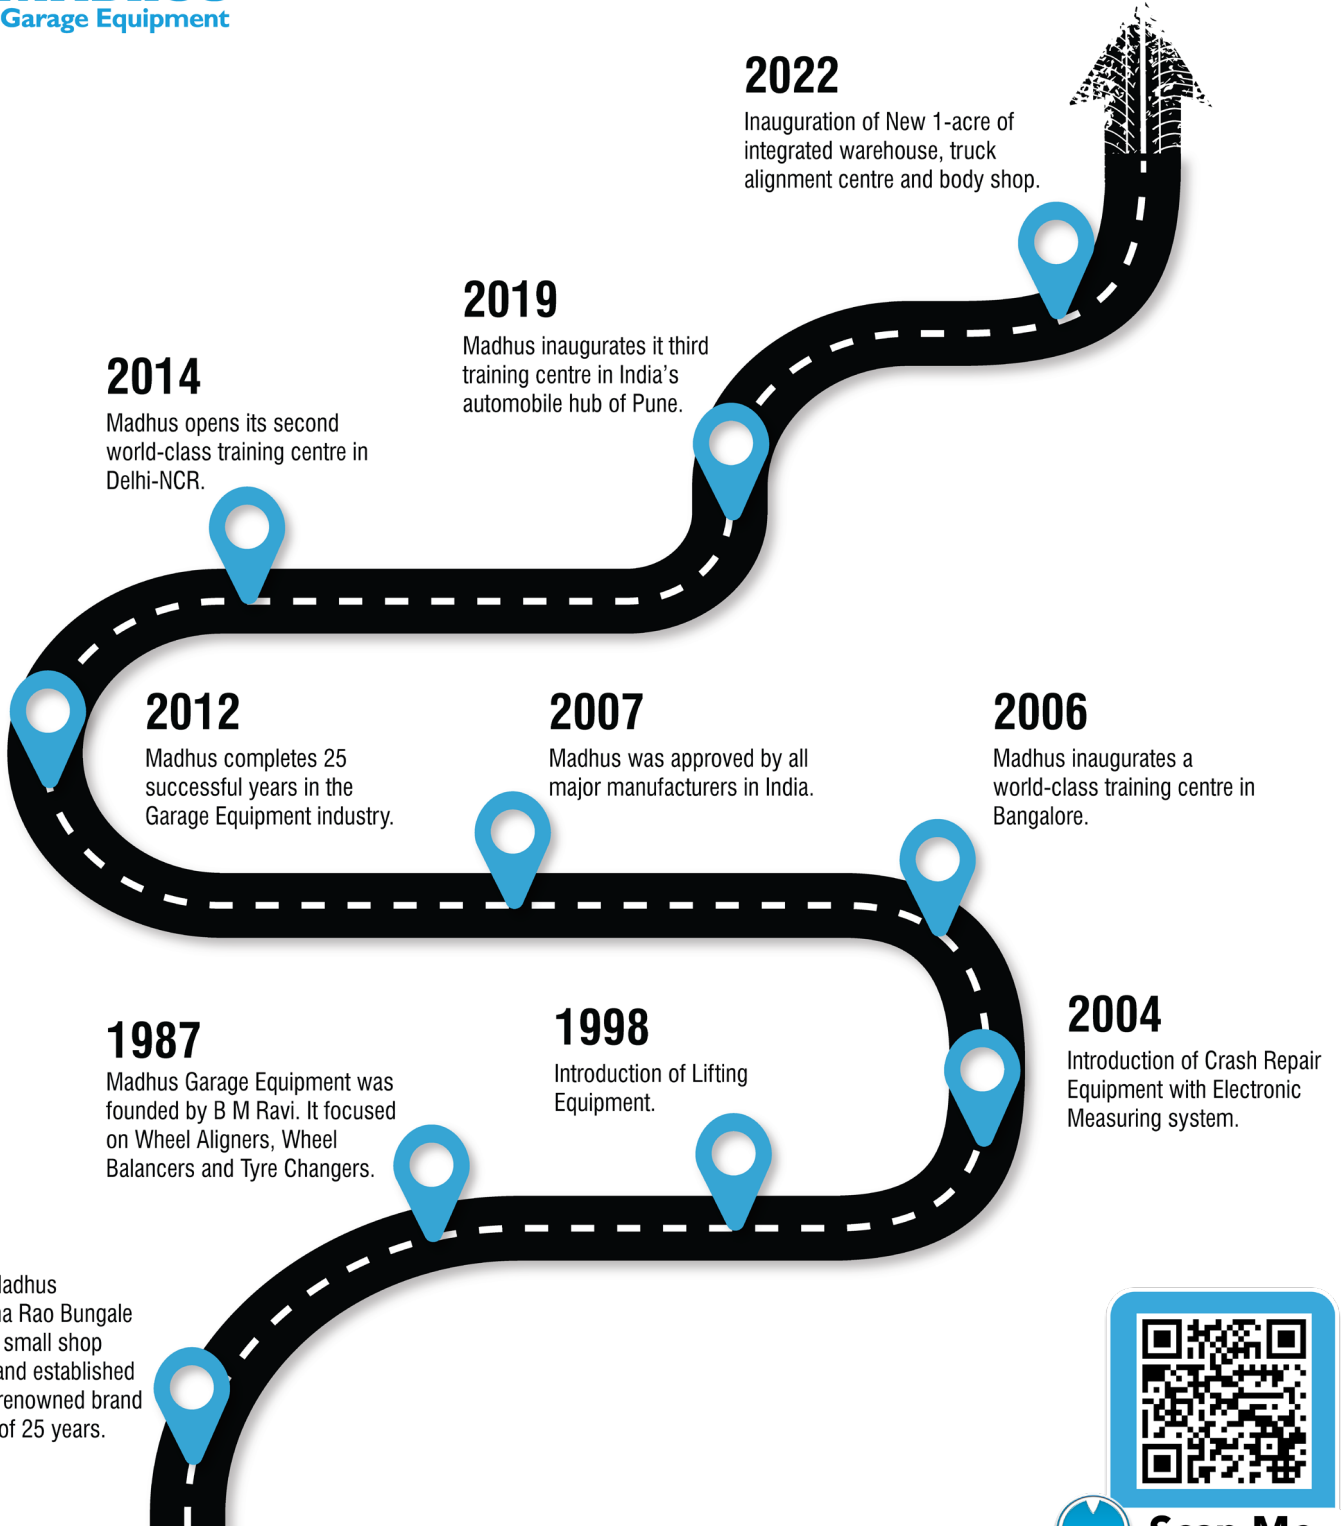 Garage Equipment
2022
Inauguration of New 1-acre of
integrated warehouse, truck
alignment centre and body shop.
2019
Madhus inaugurates it third
training centre in India's
automobile hub of Pune.
2014
Madhus opens its second
world-class training centre in
Delhi-NCR.
2012
Madhus completes 25
successful years in the
Garage Equipment industry.
2007
Madhus was approved by all
major manufacturers in India.
2006
Madhus inaugurates a
world-class training centre in
Bangalore.
2004
Introduction of Crash Repair
Equipment with Electronic
Measuring system.
1998
Introduction of Lifting
Equipment.
1987
Madhus Garage Equipment was
founded by B M Ravi. It focused
on Wheel Aligners, Wheel
Balancers and Tyre Changers.
Rao Bungale
small shop
and established
renowned brand
of 25 years.